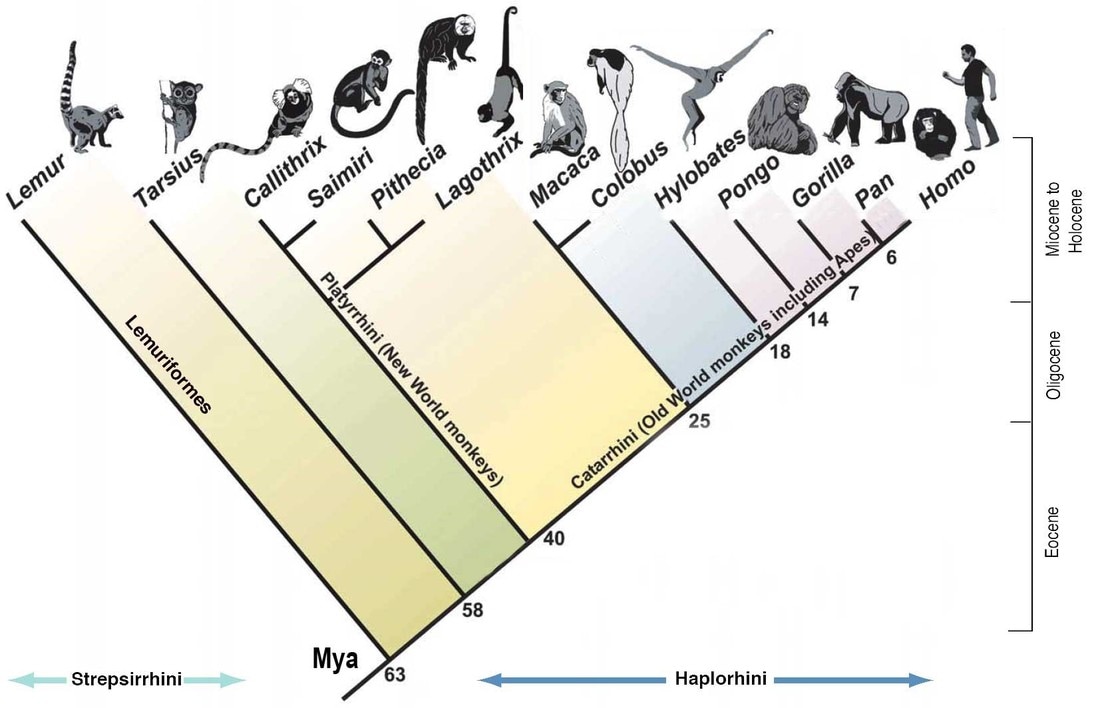 Lemur
Tarsius
Callithrix
Saimiri
Pithecia
Lagothrix
Macaca
Colobus
Hylobates
Pongo
Gorilla
Pan
Homo
Lemuriformes
Platyrrhini (New World monkeys)
Catarrhini (Old World monkeys including Apes)
6
7
14
18
25
40
58
63
Mya
Miocene to
Holocene
Oligocene
Eocene
Strepsirrhini
Haplorhini